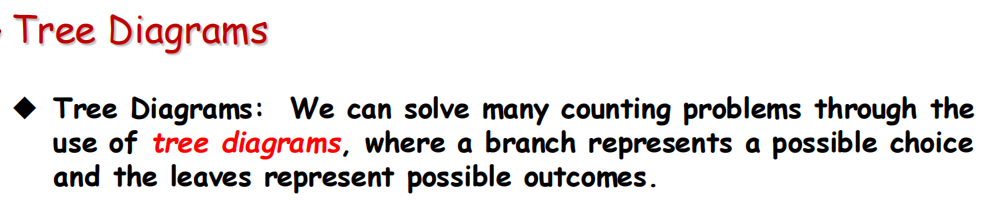 Tree Diagrams
◆ Tree Diagrams: We can solve many counting problems through the
use of tree diagrams, where a branch represents a possible choice
and the leaves represent possible outcomes.